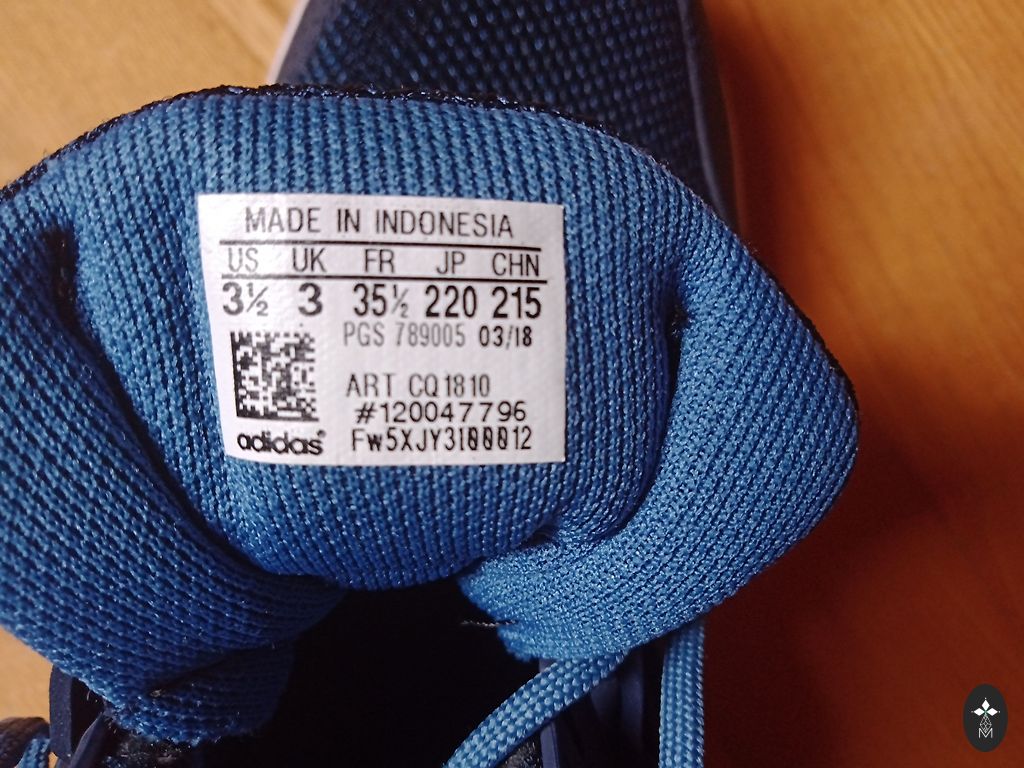 MADE IN INDONESIA
US UK FR JP CHN
3½ 3 35½ 220 215
PGS 789005 03/18
ART CQ1810
#120047796
adidas® FW5XJY3I00012
M